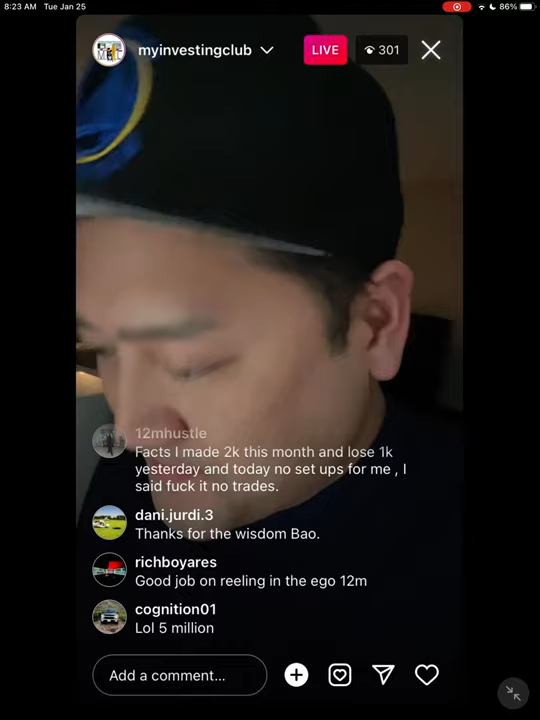 8:23 AM Tue Jan 25
86%
myinvestingclub
LIVE
301
12mhustle
Facts I made 2k this month and lose 1k
yesterday and today no set ups for me , I
said fuck it no trades.
dani.jurdi.3
Thanks for the wisdom Bao.
richboyares
Good job on reeling in the ego 12m
cognition01
Lol 5 million
Add a comment...